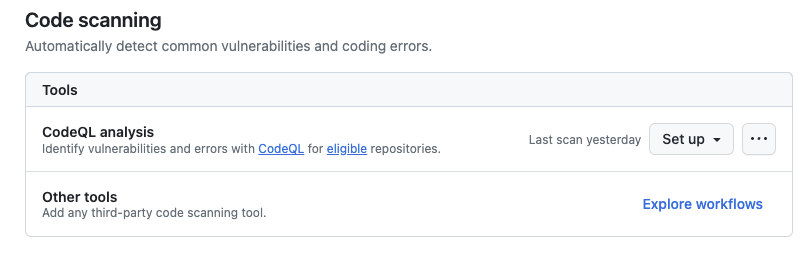 Code scanning
Automatically detect common vulnerabilities and coding errors.
Tools
CodeQL analysis
Identify vulnerabilities and errors with CodeQL for eligible repositories.
Last scan yesterday
Set up
Other tools
Add any third-party code scanning tool.
Explore workflows